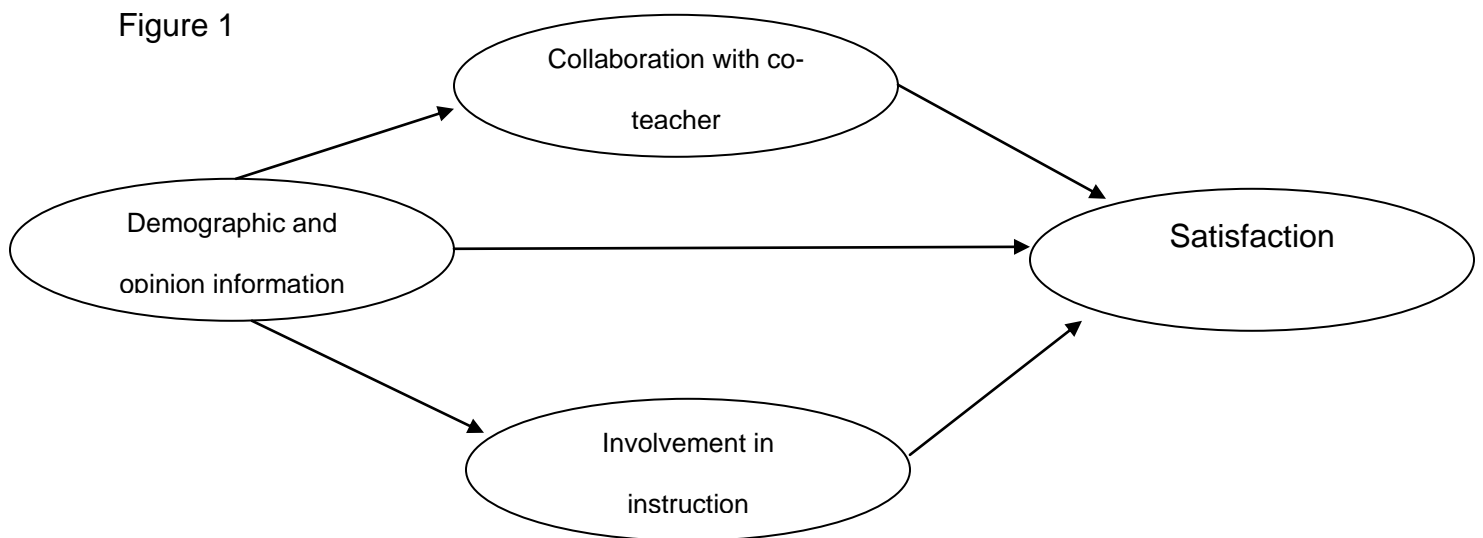 Figure 1
Collaboration with co-
teacher
Demographic and
opinion information
Satisfaction
Involvement in
instruction